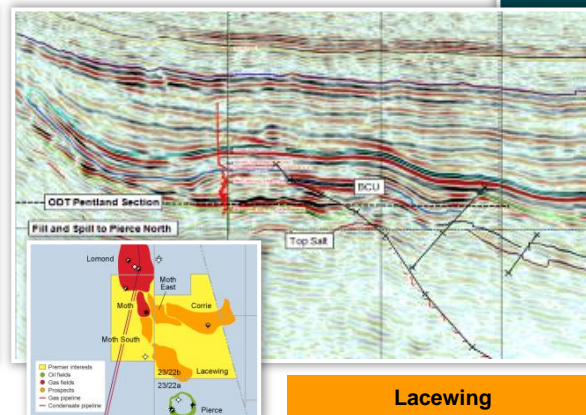 BCU
ODT Pentland Section
Fill and Spill to Pierce North
Top Salt
Lomond
Moth
East
Moth
Corrie
Moth South
Lacewing
23/22b
23/22a
Pierce
Premier interests
Oil fields
Gas fields
Prospects
Gas pipeline
Condensate pipeline
Lacewing